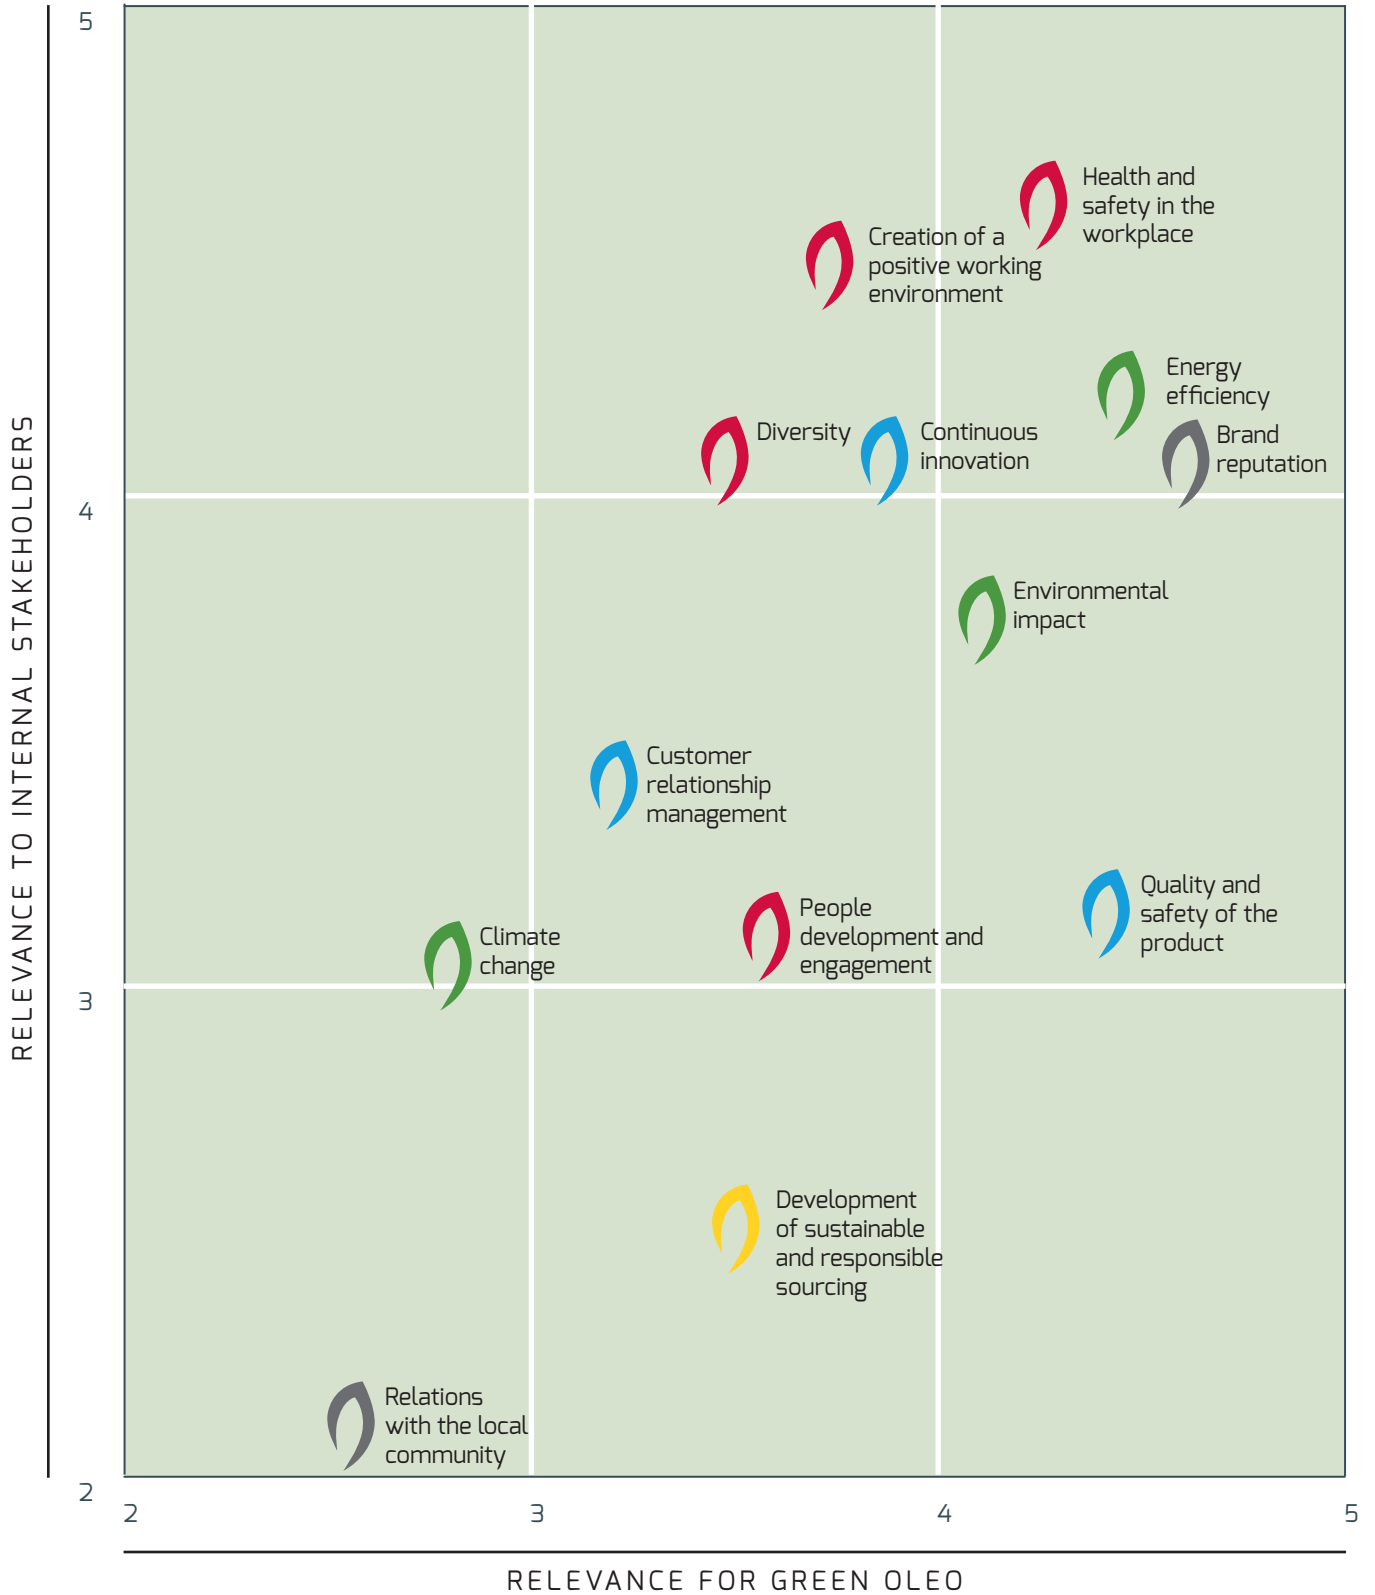 5
Health and
safety in the
workplace
Creation of a
positive working
environment
Energy
efficiency
Diversity
Continuous
innovation
Brand
reputation
4
Environmental
impact
Customer
relationship
management
Quality and
safety of the
product
People
development and
engagement
Climate
change
3
Development
of sustainable
and responsible
sourcing
Relations
with the local
community
2
2
3
4
5
RELEVANCE TO INTERNAL STAKEHOLDERS
RELEVANCE FOR GREEN OLEO